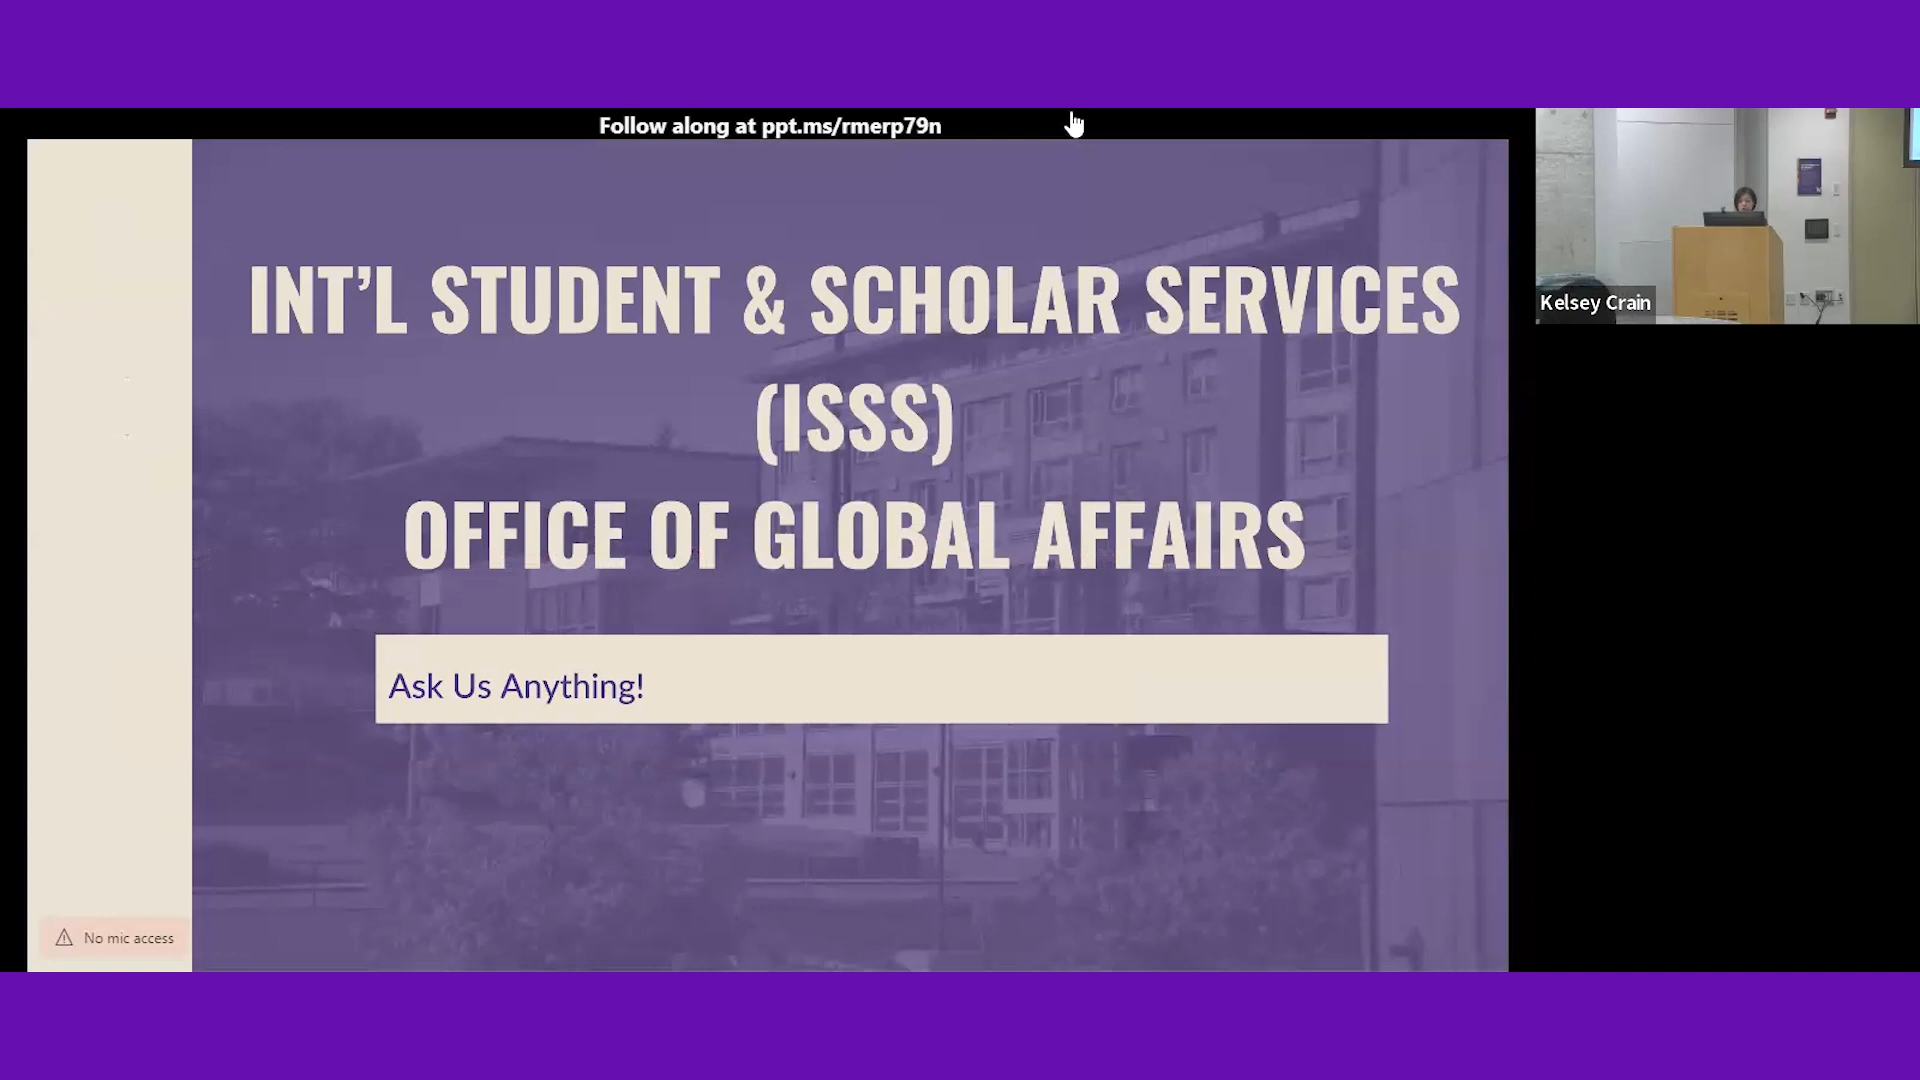 Follow along at ppt.ms/rmerp79n
INT’L STUDENT & SCHOLAR SERVICES
(ISSS)
OFFICE OF GLOBAL AFFAIRS
Ask Us Anything!
No mic access
Kelsey Crain